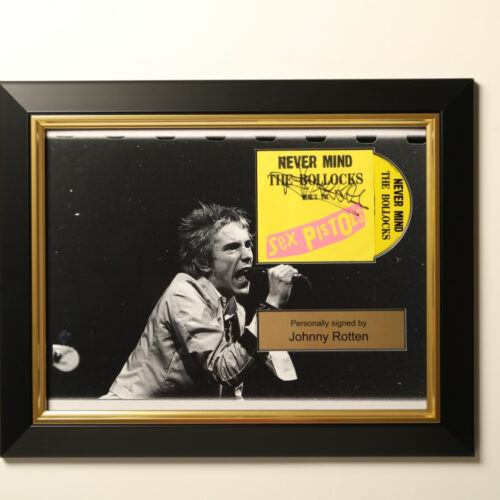 NEVER MIND
THE BOLLOCKS
SEX PISTOLS
NEVER MIND
THE BOLLOCKS
Personally signed by
Johnny Rotten